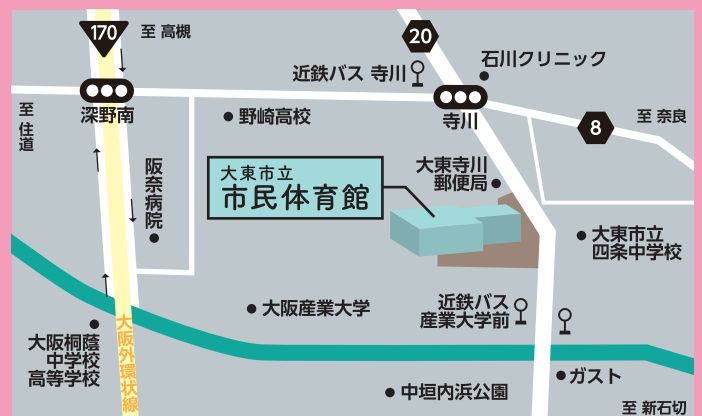 170
至 高槻
20
石川クリニック
近鉄バス 寺川
深野南
至
住
道
野崎高校
寺川
8
至 奈良
阪奈病院
大東市立
市民体育館
大東寺川
郵便局
大東市立
四条中学校
大阪産業大学
近鉄バス
産業大学前
大阪桐蔭
中学校
高等学校
大阪外環状線
中垣内浜公園
ガスト
至 新石切